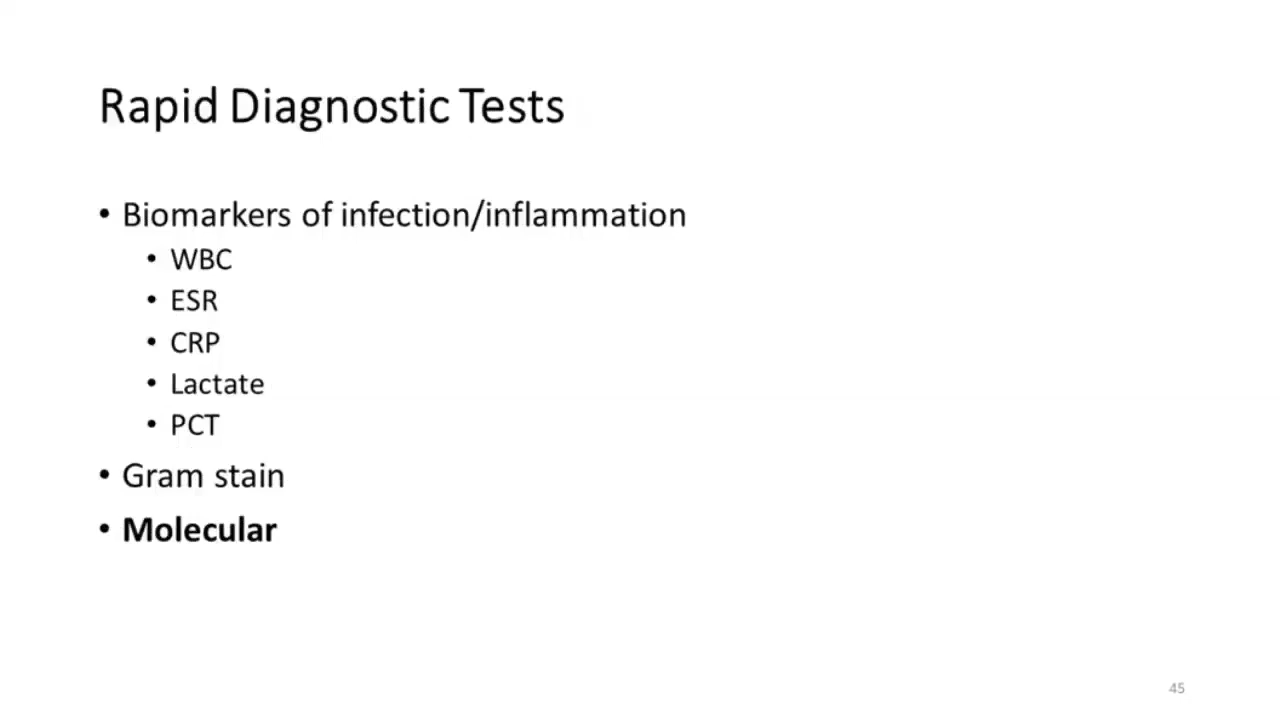 Rapid Diagnostic Tests
• Biomarkers of infection/inflammation
• WBC
• ESR
• CRP
• Lactate
• PCT
• Gram stain
• Molecular
45